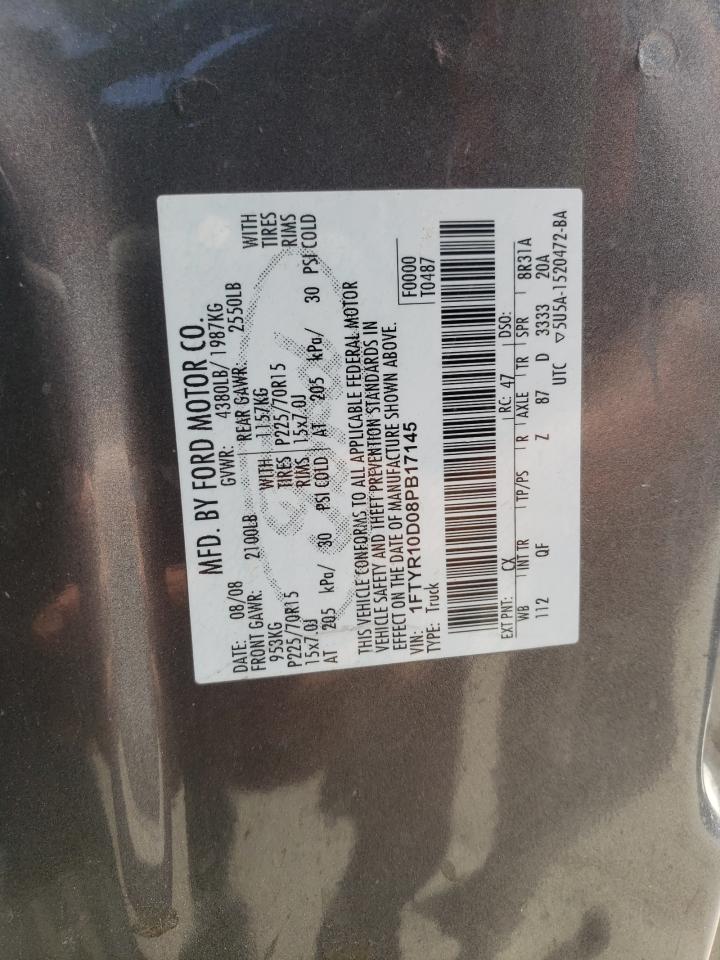 MFD. BY FORD MOTOR CO.
DATE: 08/08 GVWR: 4380LB/ 1987KG
FRONT GAWR: 2100LB REAR GAWR: 2550LB
953KG WITH 1157KG WITH
P225/70R15 TIRES P225/70R15 TIRES
15x7.0J RIMS 15x7.0J RIMS
AT 205 kPa/ 30 PSI COLD AT 205 kPa/ 30 PSI COLD
THIS VEHICLE CONFORMS TO ALL APPLICABLE FEDERAL MOTOR
VEHICLE SAFETY AND THEFT PREVENTION STANDARDS IN
EFFECT ON THE DATE OF MANUFACTURE SHOWN ABOVE.
VIN: 1FTYR10D08PB17145 F0000
TYPE: Truck T0487
EXT PNT: CX RC: 47 DSO:
WB INT TR TP/PS R AXLE TR SPR 8R31A
112 QF Z 87 D 3333 20A
UTC ▽5U5A-1520472-BA